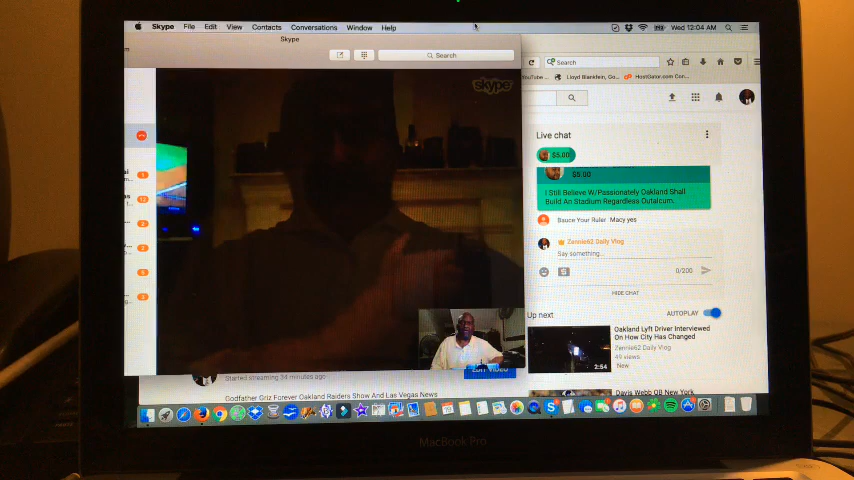 Skype File Edit View Contacts Conversations Window Help
Wed 12:04 AM
Skype
Search
Search
YouTube
Lloyd Blankfein, Go...
HostGator.com Con...
skype
Live chat
$5.00
$5.00
I Still Believe W/Passionately Oakland Shall
Build An Stadium Regardless Outalcum.
Bauce Your Ruler Macy yes
Zennie62 Daily Vlog
Say something...
0/200
HIDE CHAT
Up next
AUTOPLAY
Oakland Lyft Driver Interviewed
On How City Has Changed
Zennie62 Daily Vlog
49 views
New
2:54
Started streaming 34 minutes ago
EDIT VIDEO
Davis Webb QB New York
Godfather Griz Forever Oakland Raiders Show And Las Vegas News
MacBook Pro